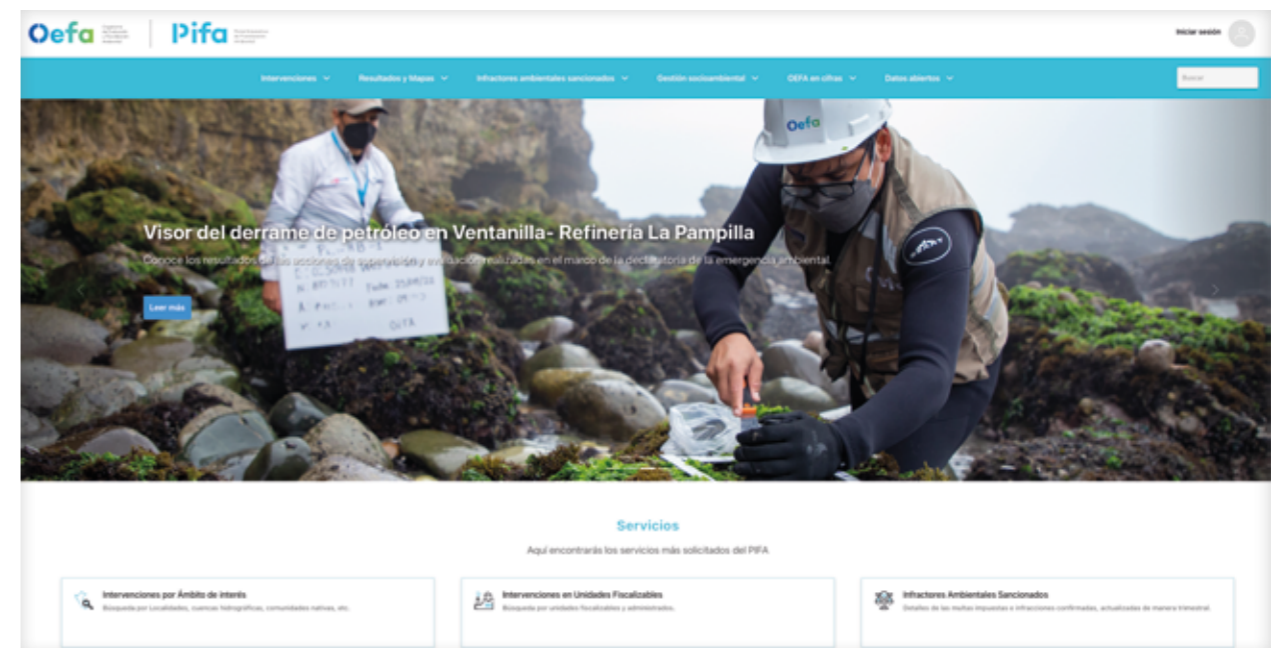 Oefa
Pifa
Iniciar sesión
Intervenciones
Resultados y Mapas
Infractores ambientales sancionados
Gestión socioambiental
OEFA en cifras
Datos abiertos
Buscar
Oefa
Visor del derrame de petróleo en Ventanilla- Refinería La Pampilla
Conoce los resultados de las acciones de supervisión y evaluación realizadas en el marco de la declaratoria de la emergencia ambiental.
Leer más
OEFA
Servicios
Aquí encontrarás los servicios más solicitados del PIFA
Intervenciones por Ámbito de interés
Búsqueda por Localidades, cuencas hidrográficas, comunidades nativas, etc.
Intervenciones en Unidades Fiscalizables
Búsqueda por unidades fiscalizables y administrados.
Infractores Ambientales Sancionados
Detalles de las multas impuestas e infracciones confirmadas, actualizadas de manera trimestral.